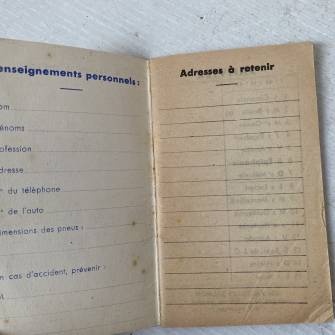 enseignements personnels :
om
énoms
ofession
dresse
° du téléphone
° de l'auto
imensions des pneus :
n cas d'accident, prévenir :
Adresses à retenir